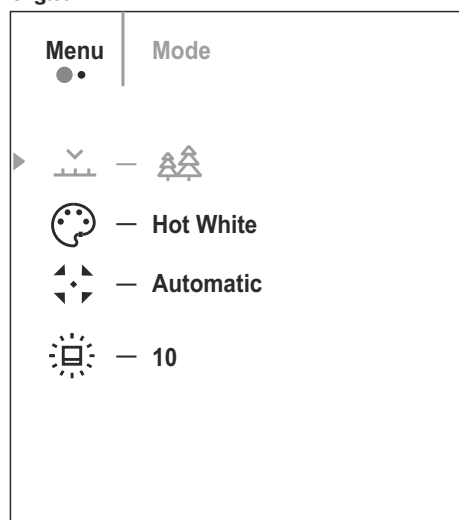 Menu Mode
— Hot White
— Automatic
— 10